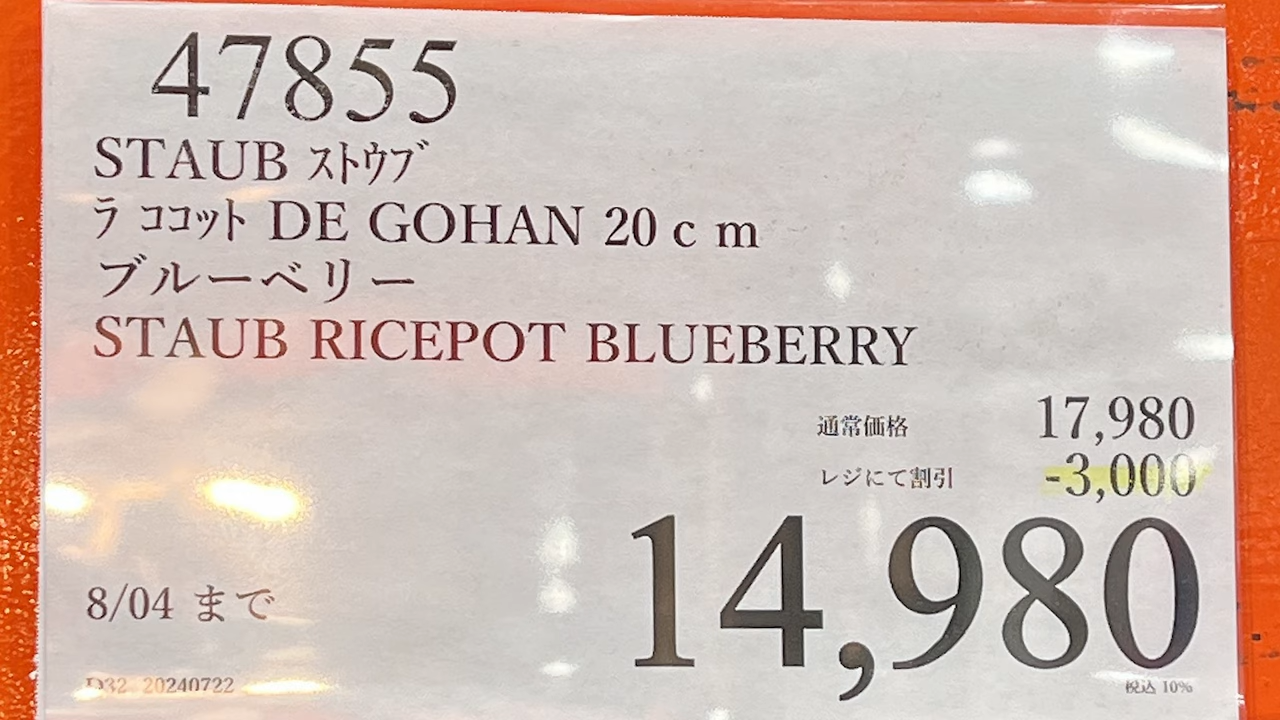 47855
STAUB ｽﾄｳﾌﾞ
ﾗ ｺｺｯﾄ DE GOHAN 20ｃｍ
ブルーベリー
STAUB RICEPOT BLUEBERRY
通常価格 17,980
レジにて割引 -3,000
14,980
8/04 まで
D32 20240722
税込 10%